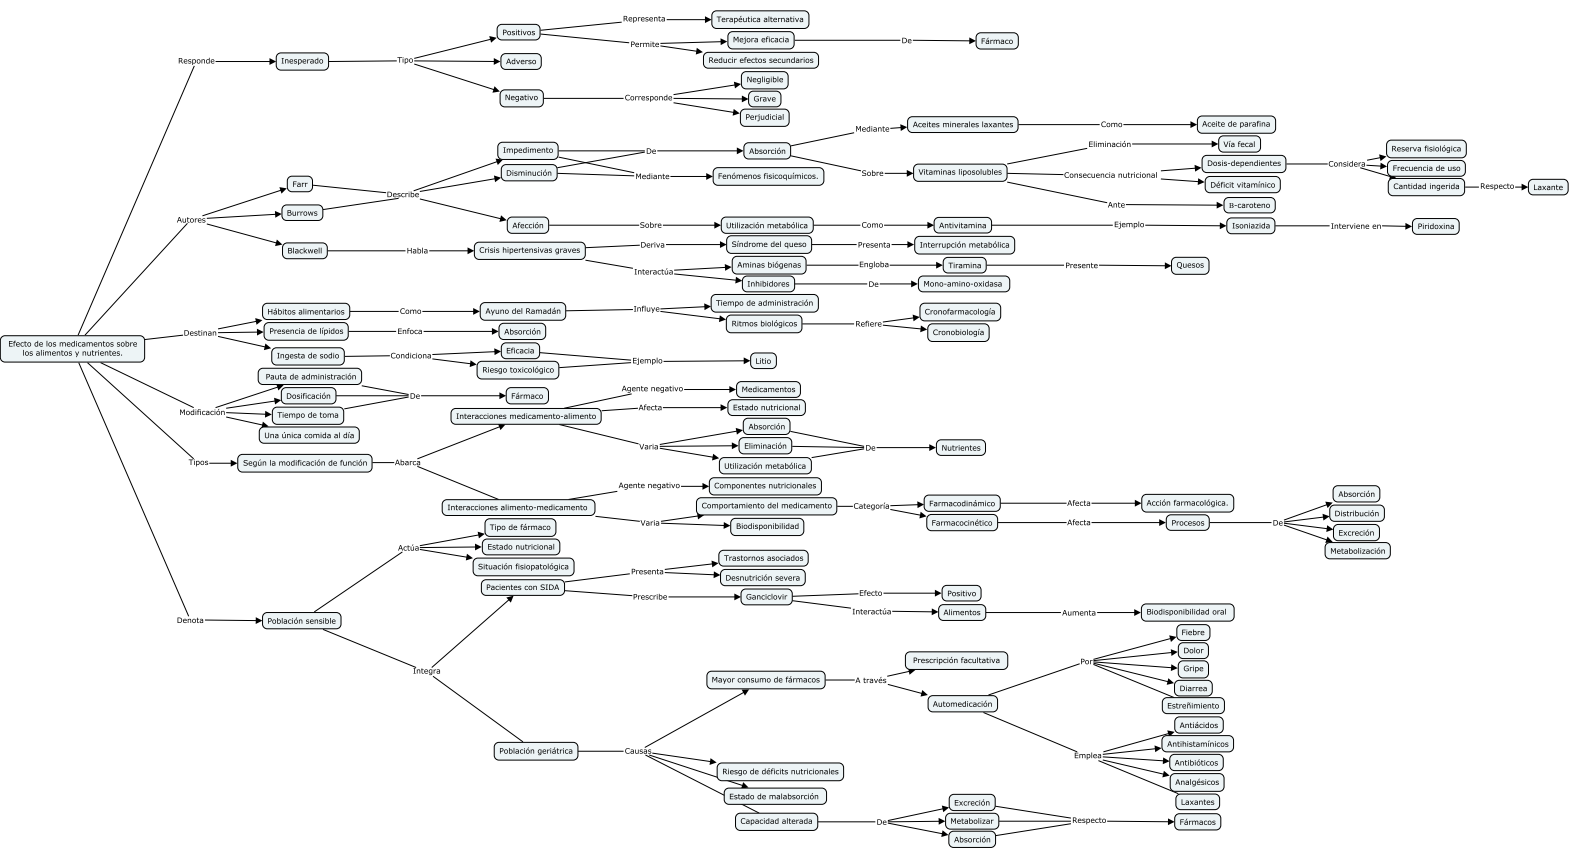 Efecto de los medicamentos sobre
los alimentos y nutrientes.
Responde
Inesperado
Tipo
Positivos
Representa
Terapéutica alternativa
Permite
Mejora eficacia
De
Fármaco
Reducir efectos secundarios
Adverso
Negativo
Corresponde
Negligible
Grave
Perjudicial
Autores
Farr
Burrows
Describe
Impedimento
Disminución
De
Mediante
Absorción
Fenómenos fisicoquímicos.
Mediante
Aceites minerales laxantes
Como
Aceite de parafina
Sobre
Vitaminas liposolubles
Eliminación
Vía fecal
Consecuencia nutricional
Dosis-dependientes
Considera
Reserva fisiológica
Frecuencia de uso
Cantidad ingerida
Respecto
Laxante
Déficit vitamínico
Ante
B-caroteno
Afección
Sobre
Utilización metabólica
Como
Antivitamina
Ejemplo
Isoniazida
Interviene en
Piridoxina
Blackwell
Habla
Crisis hipertensivas graves
Deriva
Síndrome del queso
Presenta
Interrupción metabólica
Interactúa
Aminas biógenas
Engloba
Tiramina
Presente
Quesos
Inhibidores
De
Mono-amino-oxidasa
Destinan
Hábitos alimentarios
Como
Ayuno del Ramadán
Influye
Tiempo de administración
Ritmos biológicos
Refiere
Cronofarmacología
Cronobiología
Presencia de lípidos
Enfoca
Absorción
Ingesta de sodio
Condiciona
Eficacia
Riesgo toxicológico
Ejemplo
Litio
Modificación
Pauta de administración
Dosificación
Tiempo de toma
De
Fármaco
Una única comida al día
Tipos
Según la modificación de función
Abarca
Interacciones medicamento-alimento
Agente negativo
Medicamentos
Afecta
Estado nutricional
Varia
Absorción
Eliminación
Utilización metabólica
De
Nutrientes
Interacciones alimento-medicamento
Agente negativo
Componentes nutricionales
Varia
Comportamiento del medicamento
Categoría
Farmacodinámico
Afecta
Acción farmacológica.
Farmacocinético
Afecta
Procesos
De
Absorción
Distribución
Excreción
Metabolización
Biodisponibilidad
Denota
Población sensible
Actúa
Tipo de fármaco
Estado nutricional
Situación fisiopatológica
Integra
Pacientes con SIDA
Presenta
Trastornos asociados
Desnutrición severa
Prescribe
Ganciclovir
Efecto
Positivo
Interactúa
Alimentos
Aumenta
Biodisponibilidad oral
Población geriátrica
Causas
Mayor consumo de fármacos
A través
Prescripción facultativa
Automedicación
Por
Fiebre
Dolor
Gripe
Diarrea
Estreñimiento
Emplea
Antiácidos
Antihistamínicos
Antibióticos
Analgésicos
Laxantes
Riesgo de déficits nutricionales
Estado de malabsorción
Capacidad alterada
De
Excreción
Metabolizar
Absorción
Respecto
Fármacos